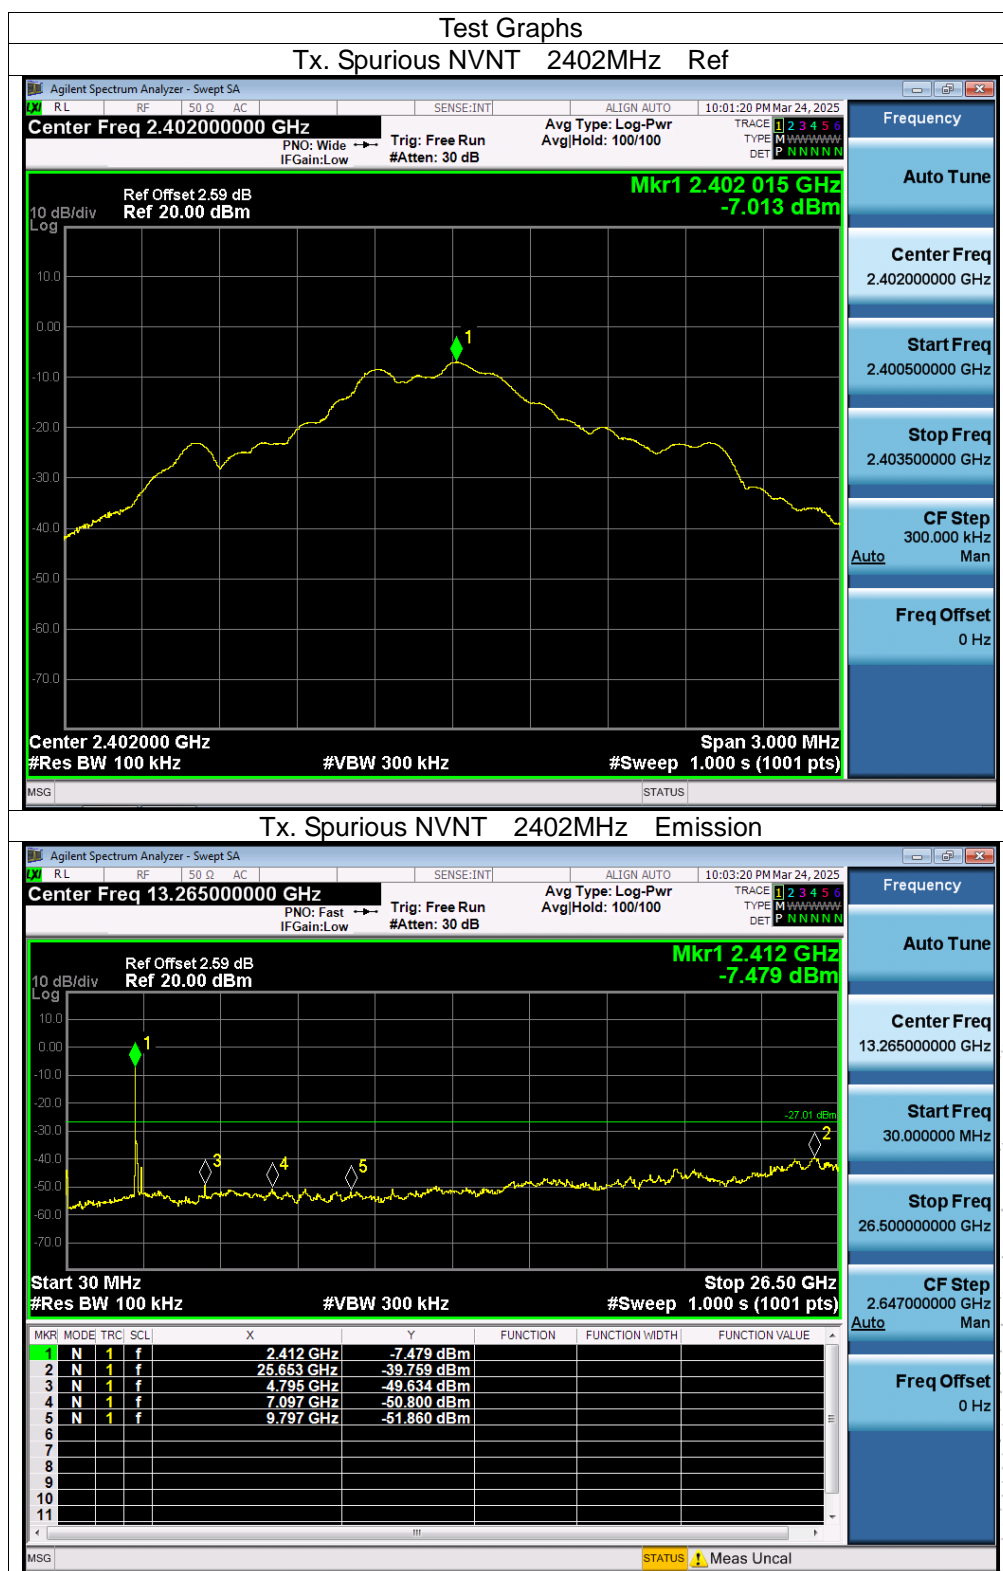 Test Graphs
Tx. Spurious NVNT 2402MHz Ref
Agilent Spectrum Analyzer - Swept SA
LXI RL RF 50 Ω AC SENSE:INT ALIGN AUTO 10:01:20 PM Mar 24, 2025
Center Freq 2.402000000 GHz
PNO: Wide
IFGain:Low
Trig: Free Run
#Atten: 30 dB
Avg Type: Log-Pwr
Avg|Hold: 100/100
TRACE 1 2 3 4 5 6
TYPE M W W W W W
DET P N N N N N
Frequency
Auto Tune
Center Freq
2.402000000 GHz
Start Freq
2.400500000 GHz
Stop Freq
2.403500000 GHz
CF Step
300.000 kHz
Auto Man
Freq Offset
0 Hz
Ref Offset 2.59 dB
10 dB/div Ref 20.00 dBm
Log
Mkr1 2.402 015 GHz
-7.013 dBm
1
10.0
0.00
-10.0
-20.0
-30.0
-40.0
-50.0
-60.0
-70.0
Center 2.402000 GHz Span 3.000 MHz
#Res BW 100 kHz #VBW 300 kHz #Sweep 1.000 s (1001 pts)
MSG STATUS
Tx. Spurious NVNT 2402MHz Emission
Agilent Spectrum Analyzer - Swept SA
LXI RL RF 50 Ω AC SENSE:INT ALIGN AUTO 10:03:20 PM Mar 24, 2025
Center Freq 13.265000000 GHz
PNO: Fast
IFGain:Low
Trig: Free Run
#Atten: 30 dB
Avg Type: Log-Pwr
Avg|Hold: 100/100
TRACE 1 2 3 4 5 6
TYPE M W W W W W
DET P N N N N N
Frequency
Auto Tune
Center Freq
13.265000000 GHz
Start Freq
30.000000 MHz
Stop Freq
26.500000000 GHz
CF Step
2.647000000 GHz
Auto Man
Freq Offset
0 Hz
Ref Offset 2.59 dB
10 dB/div Ref 20.00 dBm
Log
Mkr1 2.412 GHz
-7.479 dBm
10.0
0.00
-10.0
-20.0
-30.0
-40.0
-50.0
-60.0
-70.0
1
-27.01 dBm
2
3
4
5
Start 30 MHz Stop 26.50 GHz
#Res BW 100 kHz #VBW 300 kHz #Sweep 1.000 s (1001 pts)
MKR MODE TRC SCL X Y FUNCTION FUNCTION WIDTH FUNCTION VALUE
1 N 1 f 2.412 GHz -7.479 dBm
2 N 1 f 25.653 GHz -39.759 dBm
3 N 1 f 4.795 GHz -49.634 dBm
4 N 1 f 7.097 GHz -50.800 dBm
5 N 1 f 9.797 GHz -51.860 dBm
6
7
8
9
10
11
MSG STATUS Meas Uncal